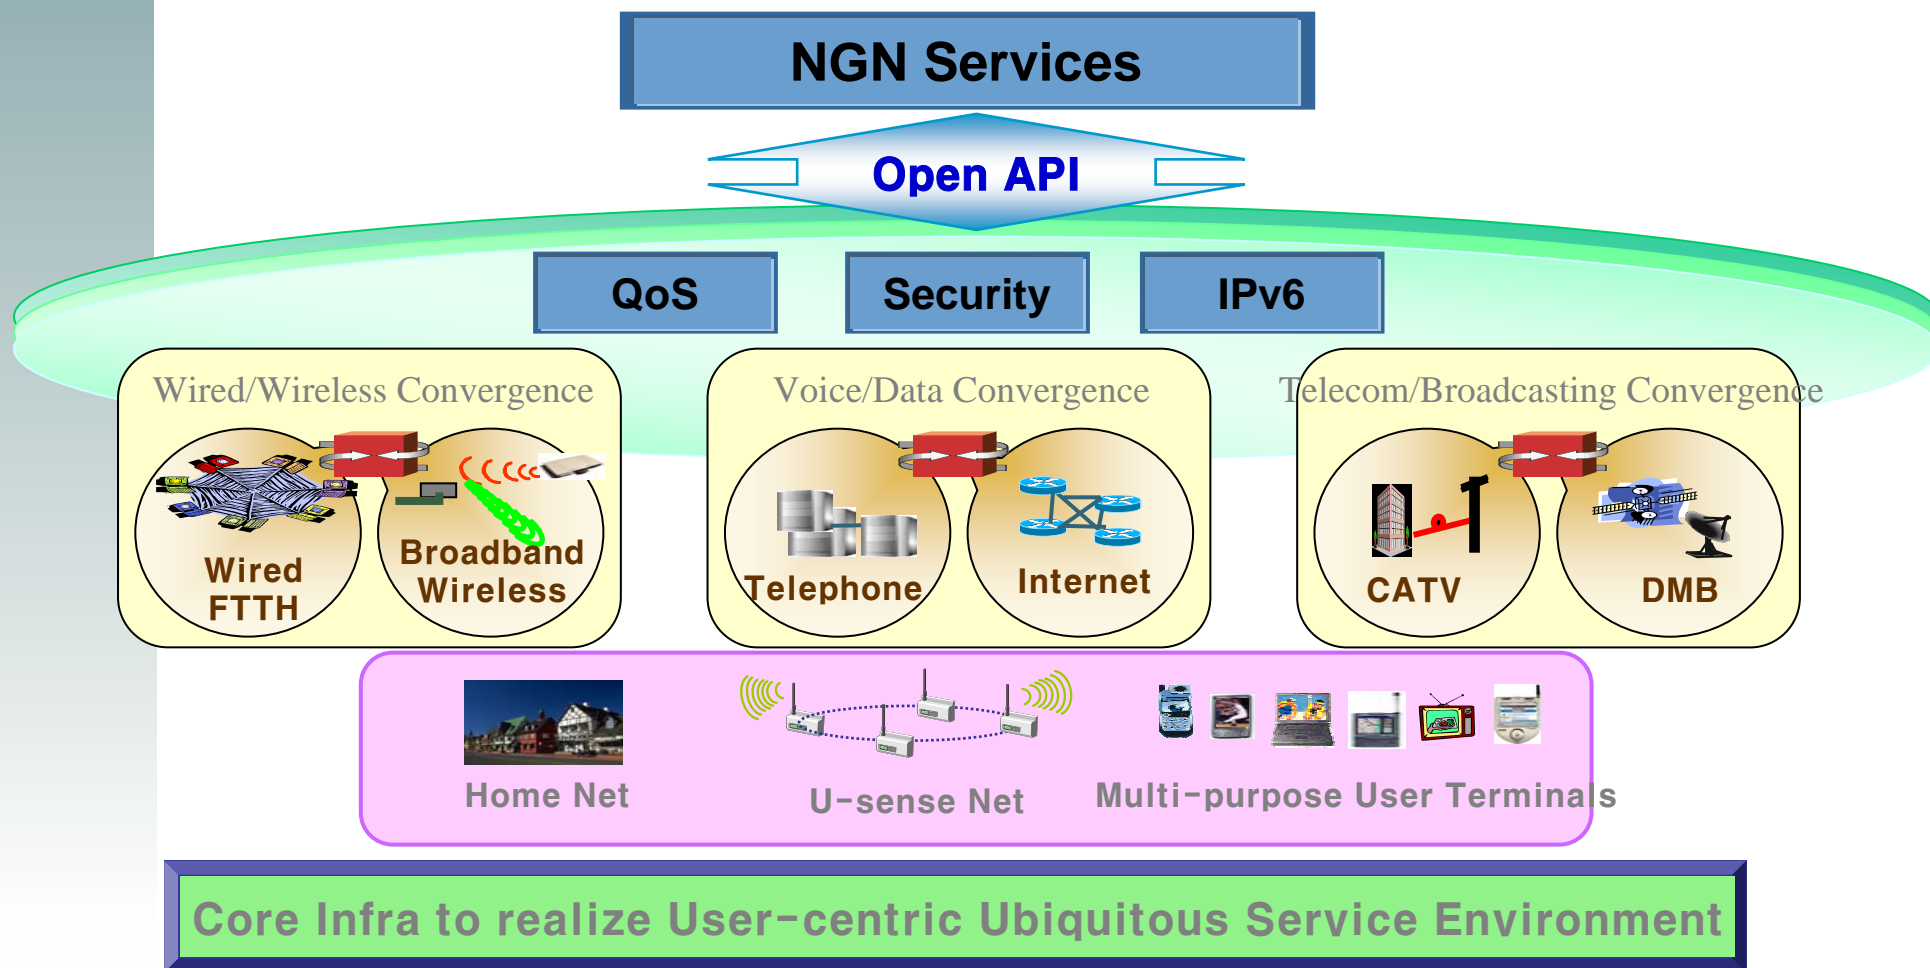 NGN Services
Open API
QoS
Security
IPv6
Wired/Wireless Convergence
Voice/Data Convergence
Telecom/Broadcasting Convergence
Wired
FTTH
Broadband
Wireless
Telephone
Internet
CATV
DMB
Home Net
U-sense Net
Multi-purpose User Terminals
Core Infra to realize User-centric Ubiquitous Service Environment